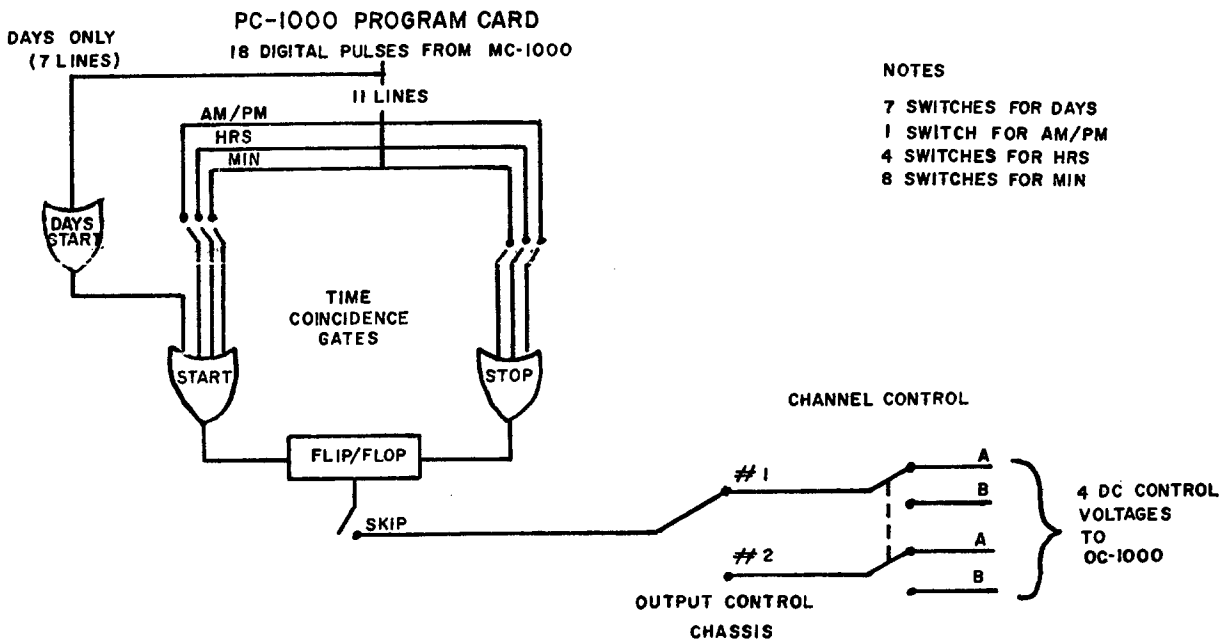 PC-1000 PROGRAM CARD
DAYS ONLY
(7 LINES)
18 DIGITAL PULSES FROM MC-1000
11 LINES
AM/PM
HRS
MIN
NOTES
7 SWITCHES FOR DAYS
1 SWITCH FOR AM/PM
4 SWITCHES FOR HRS
8 SWITCHES FOR MIN
DAYS
START
TIME
COINCIDENCE
GATES
START
STOP
FLIP/FLOP
SKIP
CHANNEL CONTROL
#1
A
B
#2
A
B
4 DC CONTROL
VOLTAGES
TO
OC-1000
OUTPUT CONTROL
CHASSIS